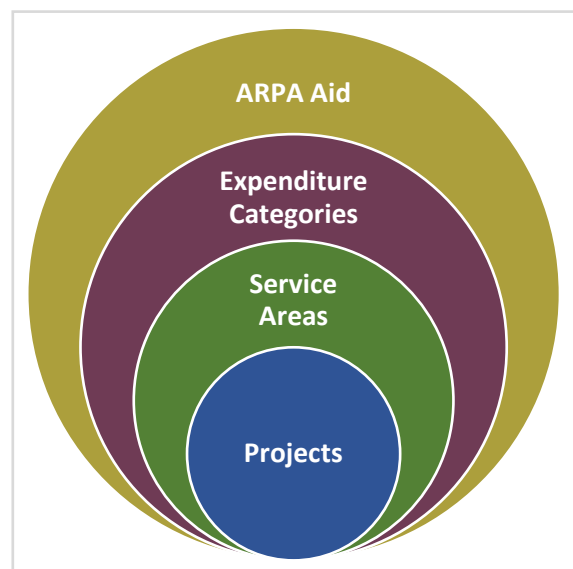 ARPA Aid
Expenditure
Categories
Service
Areas
Projects